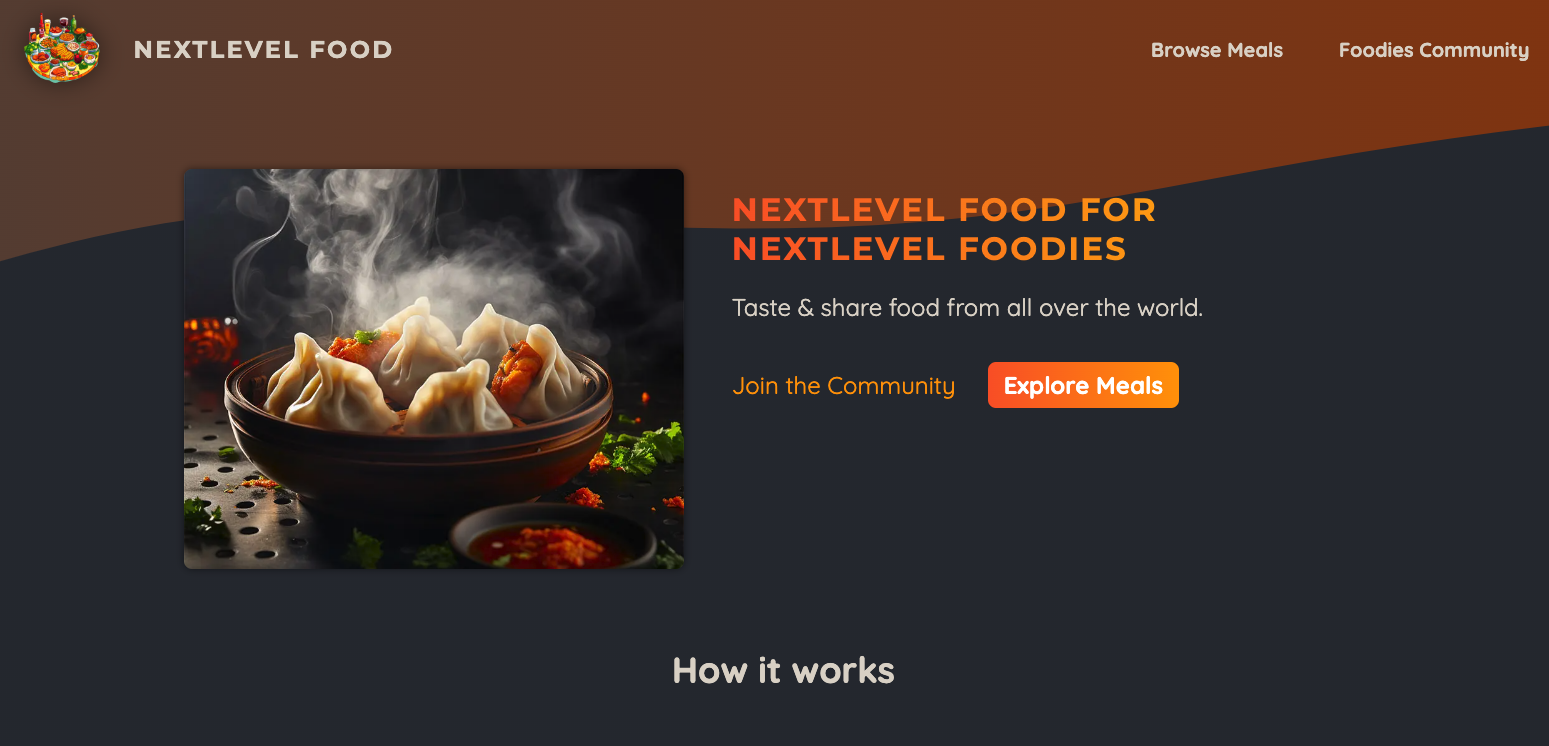 NEXTLEVEL FOOD
Browse Meals
Foodies Community
NEXTLEVEL FOOD FOR
NEXTLEVEL FOODIES
Taste & share food from all over the world.
Join the Community
Explore Meals
How it works